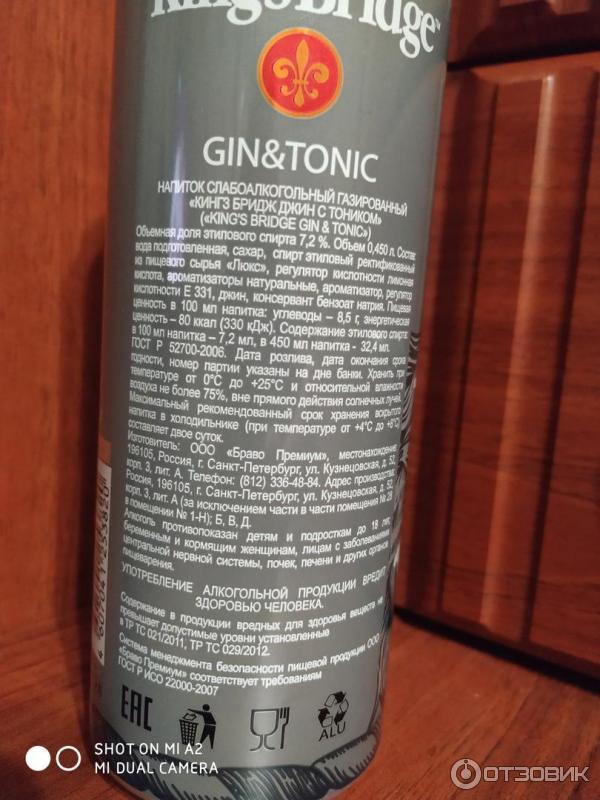 King's Bridge™
GIN&TONIC
НАПИТОК СЛАБОАЛКОГОЛЬНЫЙ ГАЗИРОВАННЫЙ
«КИНГЗ БРИДЖ ДЖИН С ТОНИКОМ»
(«KING'S BRIDGE GIN & TONIC»)
Объемная доля этилового спирта 7,2 %. Объем 0,450 л. Состав:
вода подготовленная, сахар, спирт этиловый ректификованный
из пищевого сырья «Люкс», регулятор кислотности лимонная
кислота, ароматизаторы натуральные, ароматизатор, регулятор
кислотности Е 331, джин, консервант бензоат натрия. Пищевая
ценность в 100 мл напитка: углеводы – 8,5 г, энергетическая
ценность – 80 ккал (330 кДж). Содержание этилового спирта:
в 100 мл напитка – 7,2 мл, в 450 мл напитка - 32,4 мл.
ГОСТ Р 52700-2006. Дата розлива, дата окончания срока
годности, номер партии указаны на дне банки. Хранить при
температуре от 0°С до +25°С и относительной влажности
воздуха не более 75%, вне прямого действия солнечных лучей.
Максимальный рекомендованный срок хранения вскрытого
напитка в холодильнике (при температуре от +4°С до +6°С)
составляет двое суток.
Изготовитель: ООО «Браво Премиум», местонахождение:
196105, Россия, г. Санкт-Петербург, ул. Кузнецовская, д. 52,
корп. 3, лит. А. Телефон: (812) 336-48-84. Адрес производства:
Россия, 196105, г. Санкт-Петербург, ул. Кузнецовская, д. 52,
корп. 3, лит. А (за исключением части в части помещения № 28
в помещении № 1-Н); Б, В, Д.
Алкоголь противопоказан детям и подросткам до 18 лет,
беременным и кормящим женщинам, лицам с заболеваниями
центральной нервной системы, почек, печени и других органов
пищеварения.
УПОТРЕБЛЕНИЕ АЛКОГОЛЬНОЙ ПРОДУКЦИИ ВРЕДИТ
ЗДОРОВЬЮ ЧЕЛОВЕКА.
Содержание в продукции вредных для здоровья веществ не
превышает допустимые уровни установленные
в ТР ТС 021/2011, ТР ТС 029/2012.
Система менеджмента безопасности пищевой продукции ООО
«Браво Премиум» соответствует требованиям
ГОСТ Р ИСО 22000-2007
EAC
ALU
SHOT ON MI A2
MI DUAL CAMERA
ОТЗОВИК